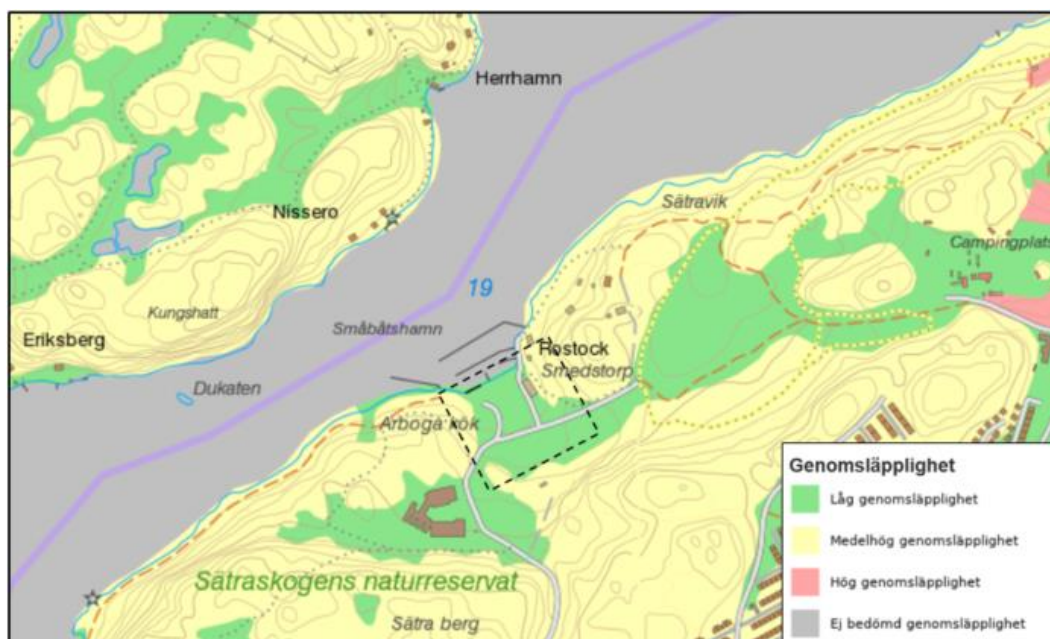 Herrhamn
Sätravik
Nissero
Campingplats
19
Kungshatt
Småbåtshamn
Eriksberg
Rostock
Smedstorp
Dukaten
Arboga kök
Genomsläpplighet
Låg genomsläpplighet
Medelhög genomsläpplighet
Hög genomsläpplighet
Ej bedömd genomsläpplighet
Sätraskogens naturreservat
Sätra berg